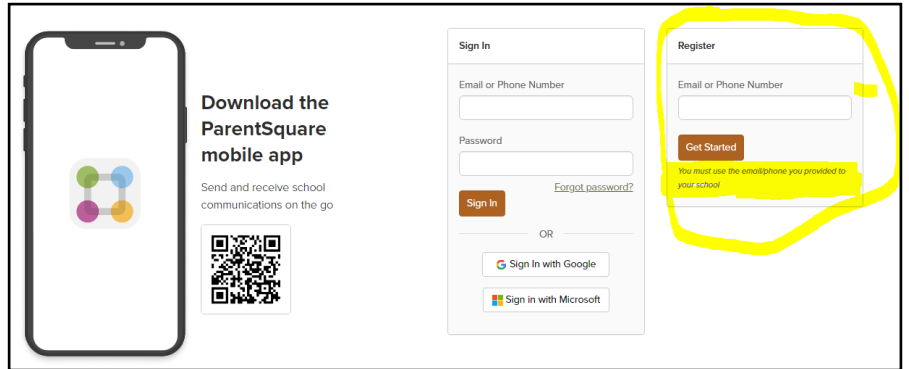 Download the
ParentSquare
mobile app
Send and receive school
communications on the go
Sign In
Email or Phone Number
Password
Forgot password?
Sign In
OR
Sign In with Google
Sign in with Microsoft
Register
Email or Phone Number
Get Started
You must use the email/phone you provided to
your school